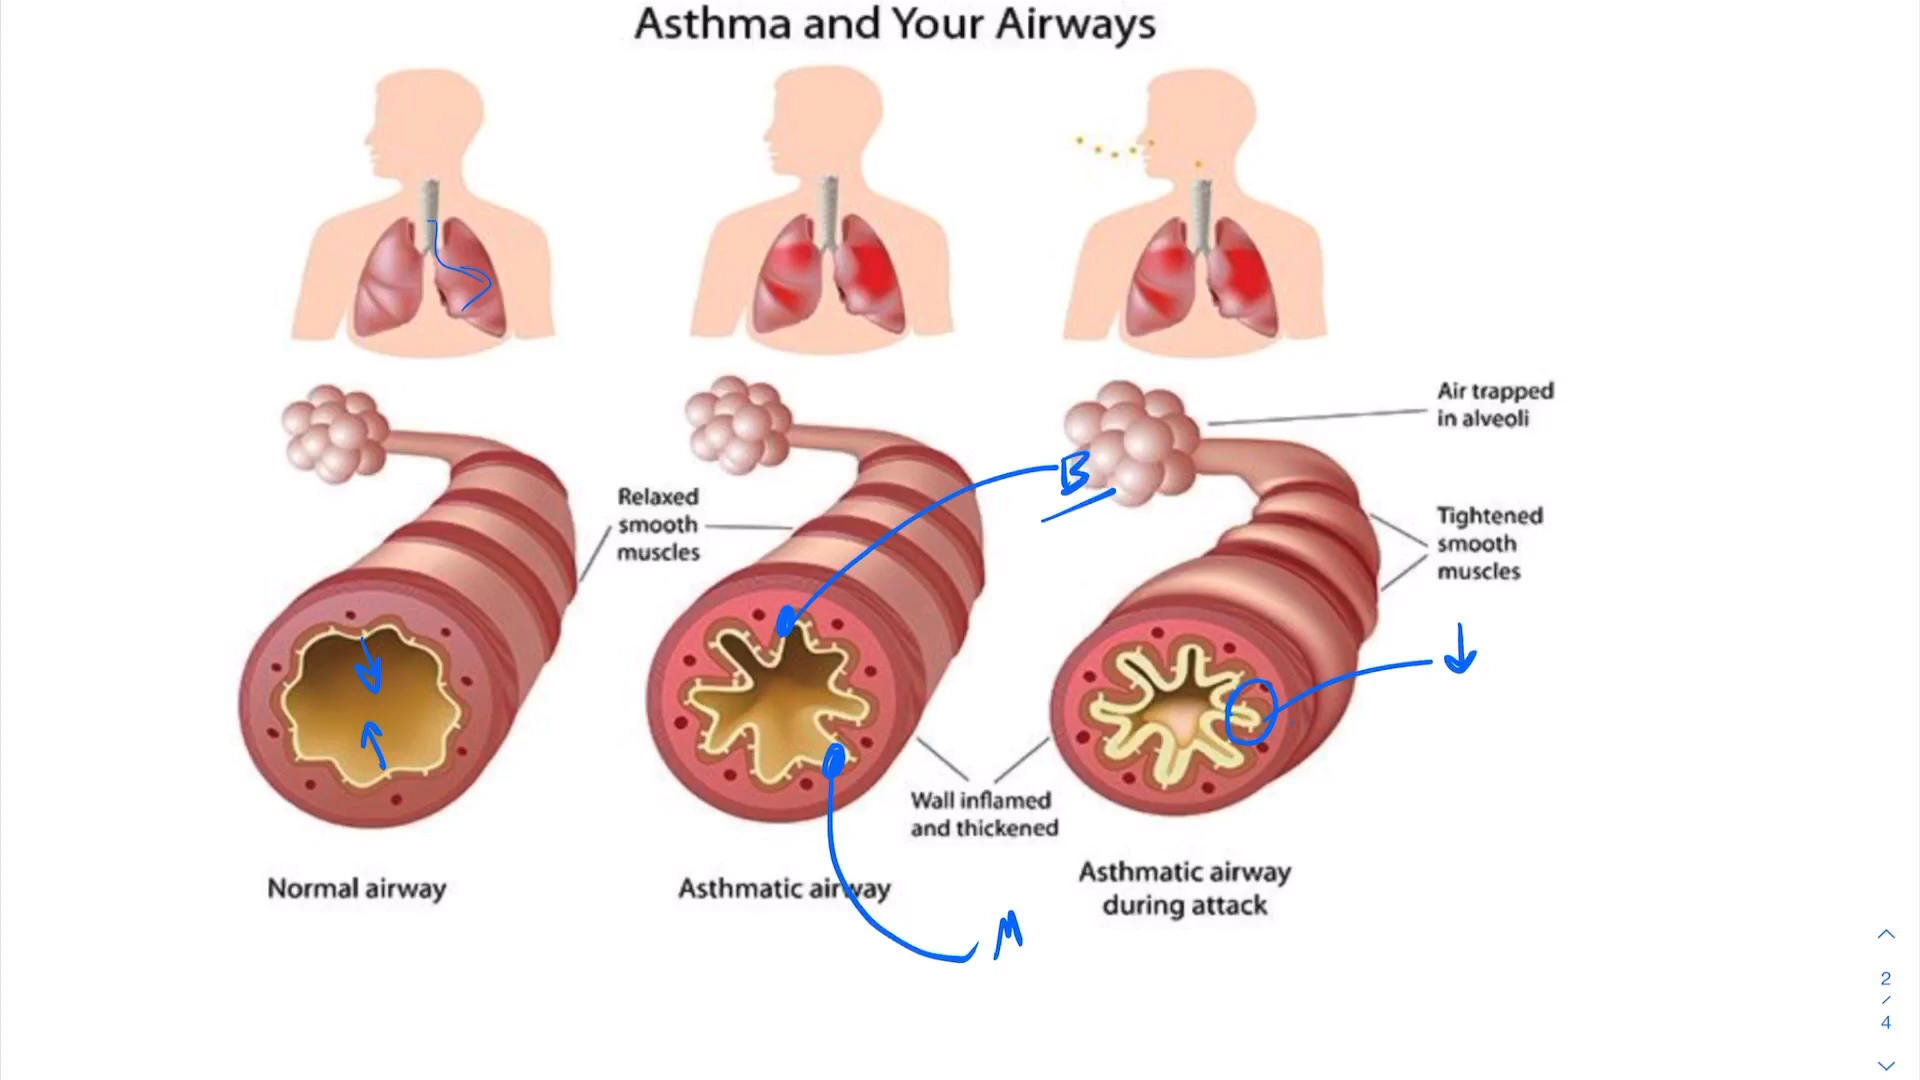 Asthma and Your Airways
Air trapped
in alveoli
B
Relaxed
smooth
muscles
Tightened
smooth
muscles
Wall inflamed
and thickened
Normal airway
Asthmatic airway
Asthmatic airway
during attack
M
2
/
4